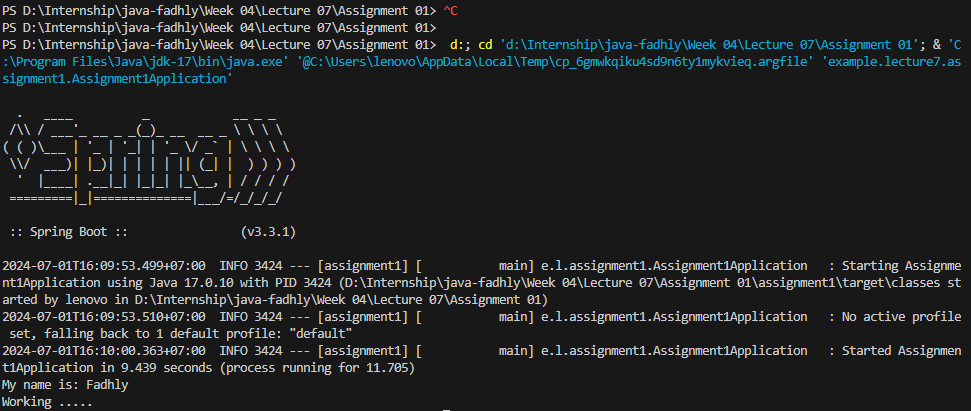 PS D:\Internship\java-fadhly\Week 04\Lecture 07\Assignment 01> ^C
PS D:\Internship\java-fadhly\Week 04\Lecture 07\Assignment 01>
PS D:\Internship\java-fadhly\Week 04\Lecture 07\Assignment 01>  d:; cd 'd:\Internship\java-fadhly\Week 04\Lecture 07\Assignment 01'; & 'C
:\Program Files\Java\jdk-17\bin\java.exe' '@C:\Users\lenovo\AppData\Local\Temp\cp_6gmwkqiku4sd9n6ty1mykvieq.argfile' 'example.lecture7.as
signment1.Assignment1Application'
  .   ____          _            __ _ _
 /\\ / ___'_ __ _ _(_)_ __  __ _ \ \ \ \
( ( )\___ | '_ | '_| | '_ \/ _` | \ \ \ \
 \\/  ___)| |_)| | | | | || (_| |  ) ) ) )
  '  |____| .__|_| |_|_| |_\__, | / / / /
 =========|_|==============|___/=/_/_/_/
 :: Spring Boot ::                (v3.3.1)
2024-07-01T16:09:53.499+07:00  INFO 3424 --- [assignment1] [           main] e.l.assignment1.Assignment1Application   : Starting Assignme
nt1Application using Java 17.0.10 with PID 3424 (D:\Internship\java-fadhly\Week 04\Lecture 07\Assignment 01\assignment1\target\classes st
arted by lenovo in D:\Internship\java-fadhly\Week 04\Lecture 07\Assignment 01)
2024-07-01T16:09:53.510+07:00  INFO 3424 --- [assignment1] [           main] e.l.assignment1.Assignment1Application   : No active profile
 set, falling back to 1 default profile: "default"
2024-07-01T16:10:00.363+07:00  INFO 3424 --- [assignment1] [           main] e.l.assignment1.Assignment1Application   : Started Assignmen
t1Application in 9.439 seconds (process running for 11.705)
My name is: Fadhly
Working .....